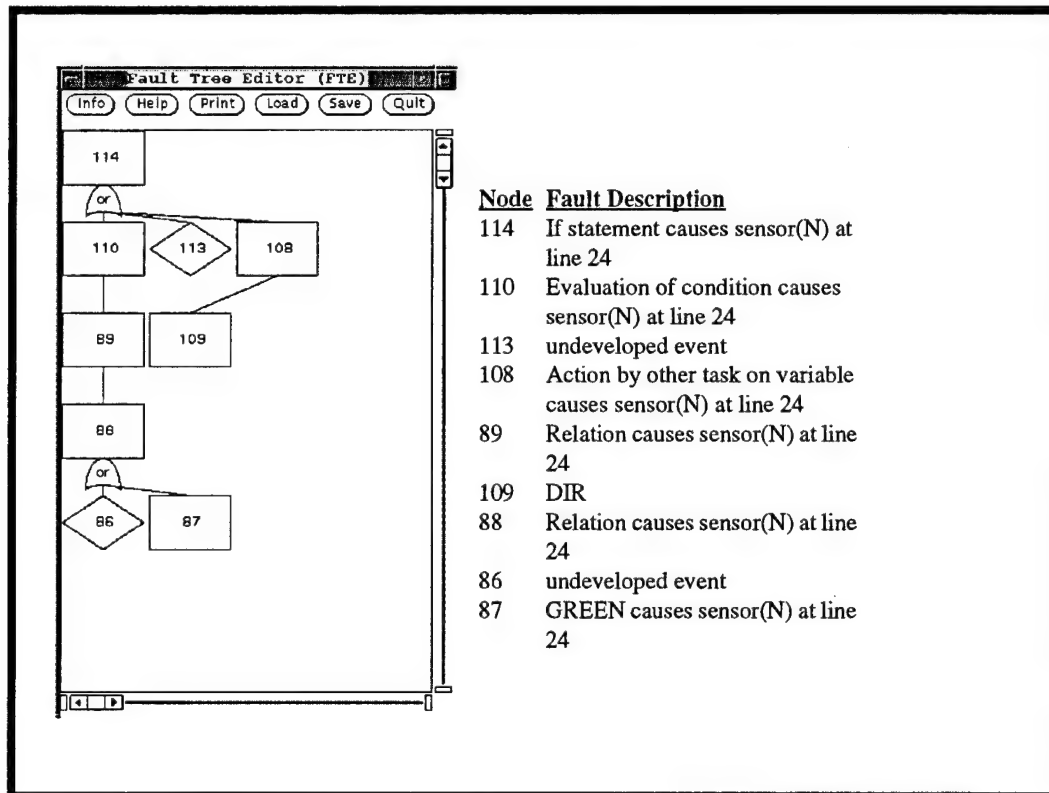 Fault Tree Editor (FTE)
Info Help Print Load Save Quit
114
or
110 113 108
89 109
88
or
86 87
Node Fault Description
114 If statement causes sensor(N) at
line 24
110 Evaluation of condition causes
sensor(N) at line 24
113 undeveloped event
108 Action by other task on variable
causes sensor(N) at line 24
89 Relation causes sensor(N) at line
24
109 DIR
88 Relation causes sensor(N) at line
24
86 undeveloped event
87 GREEN causes sensor(N) at line
24